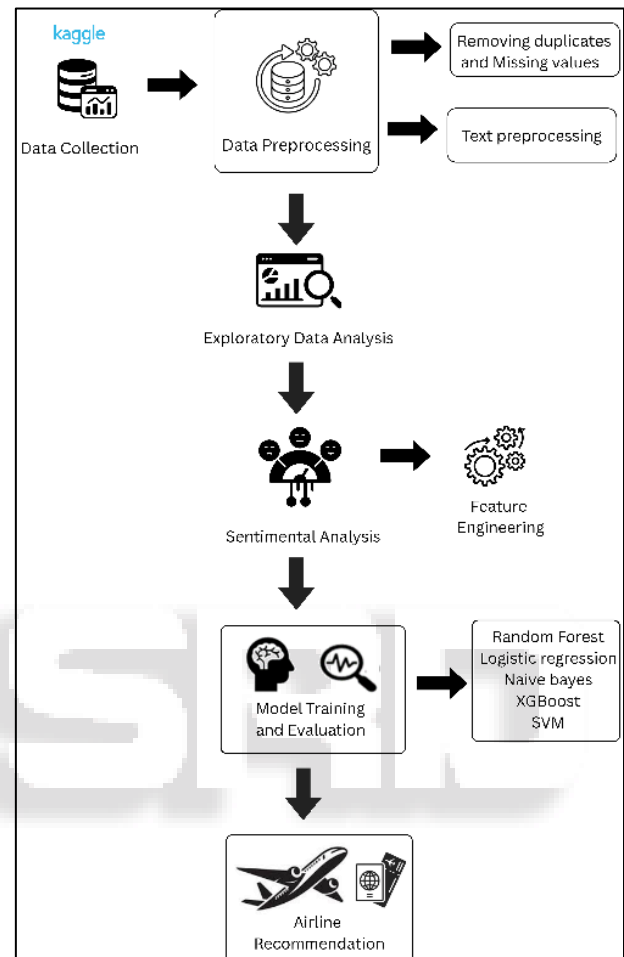 kaggle
Data Collection
Data Preprocessing
Removing duplicates
and Missing values
Text preprocessing
Exploratory Data Analysis
Sentimental Analysis
Feature
Engineering
Model Training
and Evaluation
Random Forest
Logistic regression
Naive bayes
XGBoost
SVM
Airline
Recommendation